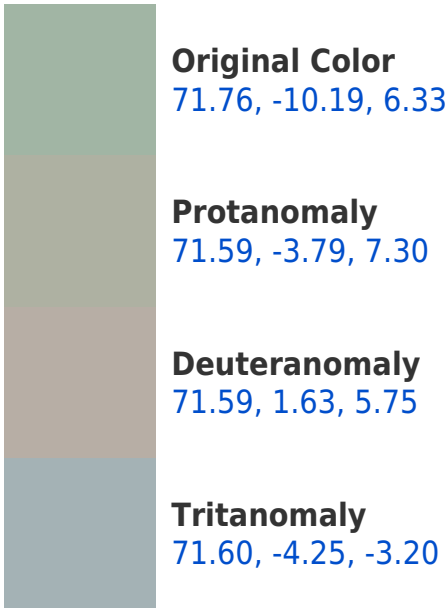 Original Color
71.76, -10.19, 6.33
Protanomaly
71.59, -3.79, 7.30
Deuteranomaly
71.59, 1.63, 5.75
Tritanomaly
71.60, -4.25, -3.20